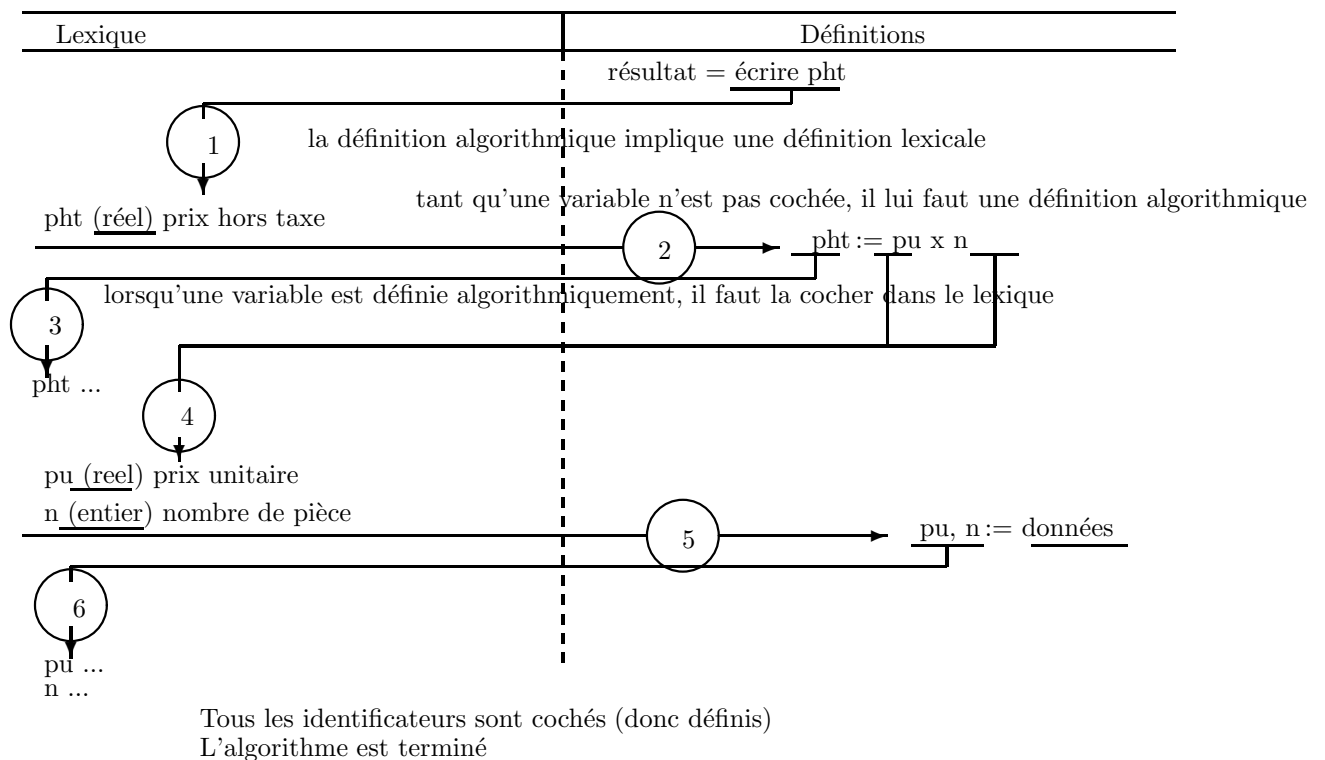 Lexique Définitions
résultat = écrire pht
1
la définition algorithmique implique une définition lexicale
tant qu'une variable n'est pas cochée, il lui faut une définition algorithmique
pht (réel) prix hors taxe
2
pht := pu x n
lorsqu'une variable est définie algorithmiquement, il faut la cocher dans le lexique
3
pht ...
4
pu (reel) prix unitaire
n (entier) nombre de pièce
5
pu, n := données
6
pu ...
n ...
Tous les identificateurs sont cochés (donc définis)
L'algorithme est terminé